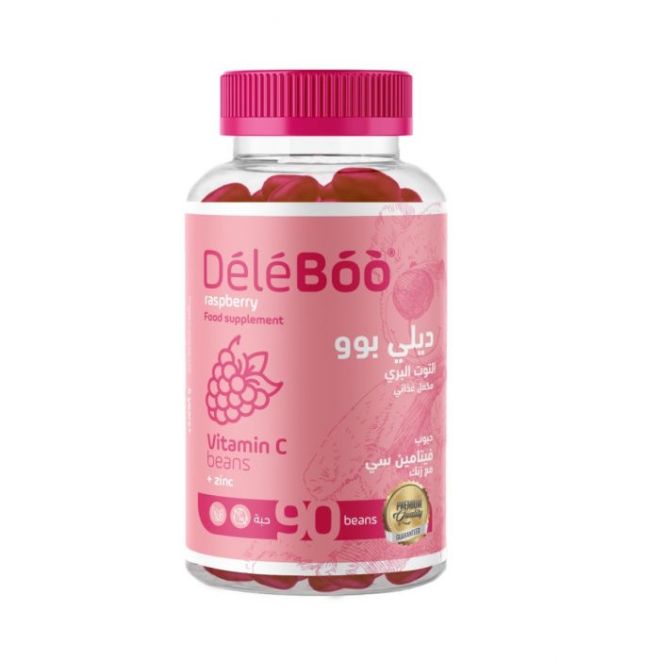 DéléBóò®
raspberry
Food supplement
ديلي بوو
التوت البري
مكمل غذائي
Vitamin C
beans
+ zinc
حبوب
فيتامين سي
مع زنك
حبة 90 beans
PREMIUM
Quality
GUARANTEED